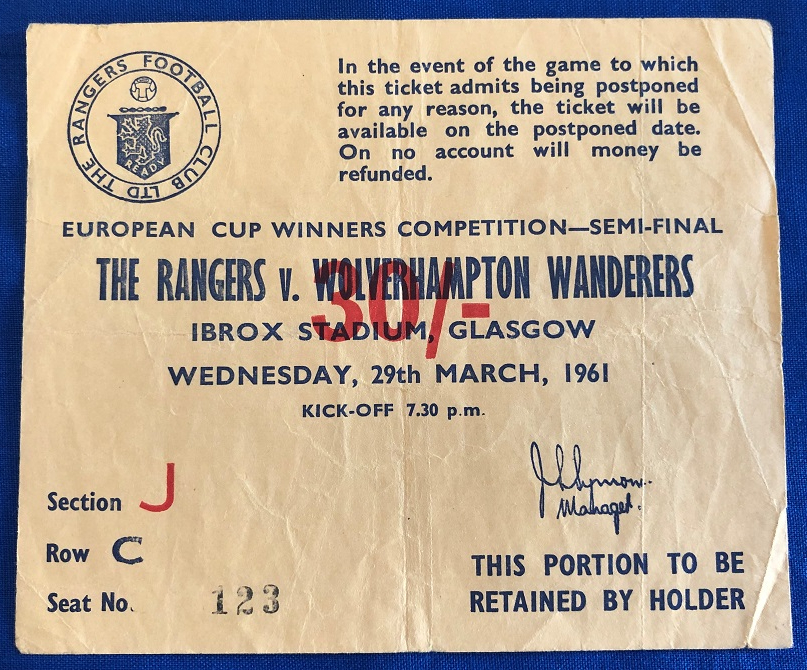 THE RANGERS FOOTBALL CLUB LTD
READY
In the event of the game to which
this ticket admits being postponed
for any reason, the ticket will be
available on the postponed date.
On no account will money be
refunded.
EUROPEAN CUP WINNERS COMPETITION—SEMI-FINAL
THE RANGERS v. WOLVERHAMPTON WANDERERS
30/-
IBROX STADIUM, GLASGOW
WEDNESDAY, 29th MARCH, 1961
KICK-OFF 7.30 p.m.
Section J
Row C
Seat No. 123
J. S. Symon.
Manager.
THIS PORTION TO BE
RETAINED BY HOLDER